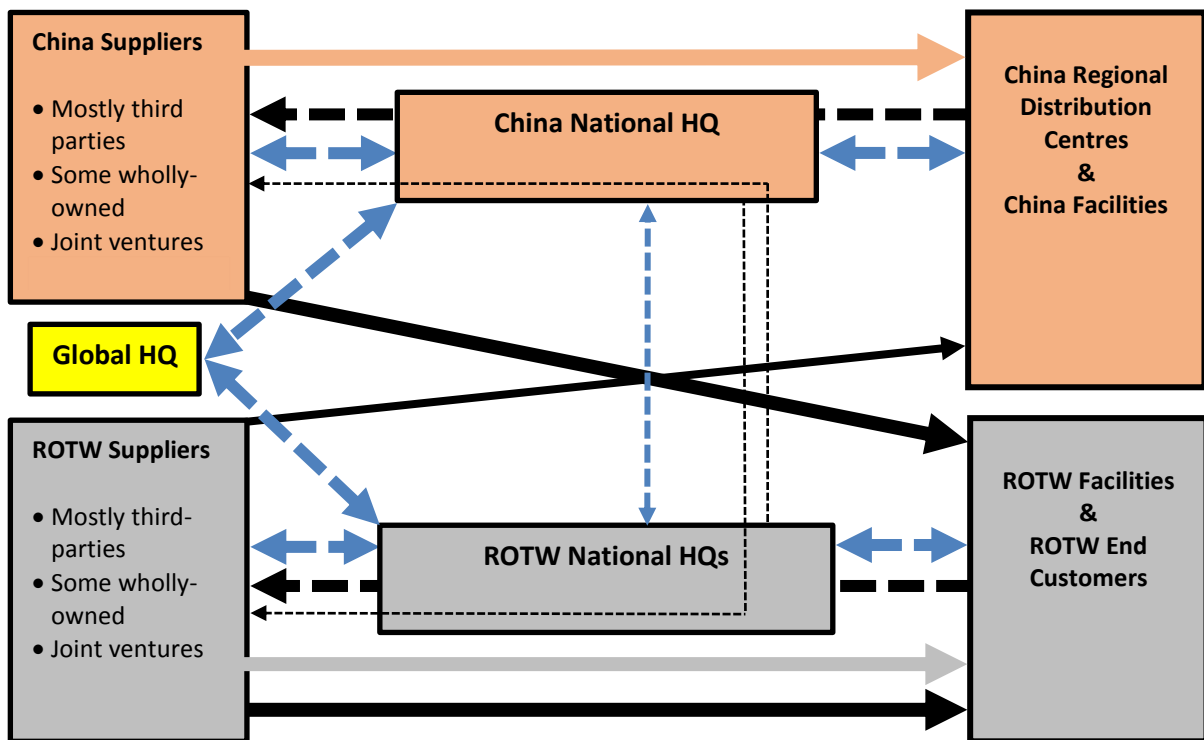 China Suppliers
• Mostly third
parties
• Some wholly-
owned
• Joint ventures
China National HQ
China Regional
Distribution
Centres
&
China Facilities
Global HQ
ROTW Suppliers
• Mostly third-
parties
• Some wholly-
owned
• Joint ventures
ROTW National HQs
ROTW Facilities
&
ROTW End
Customers